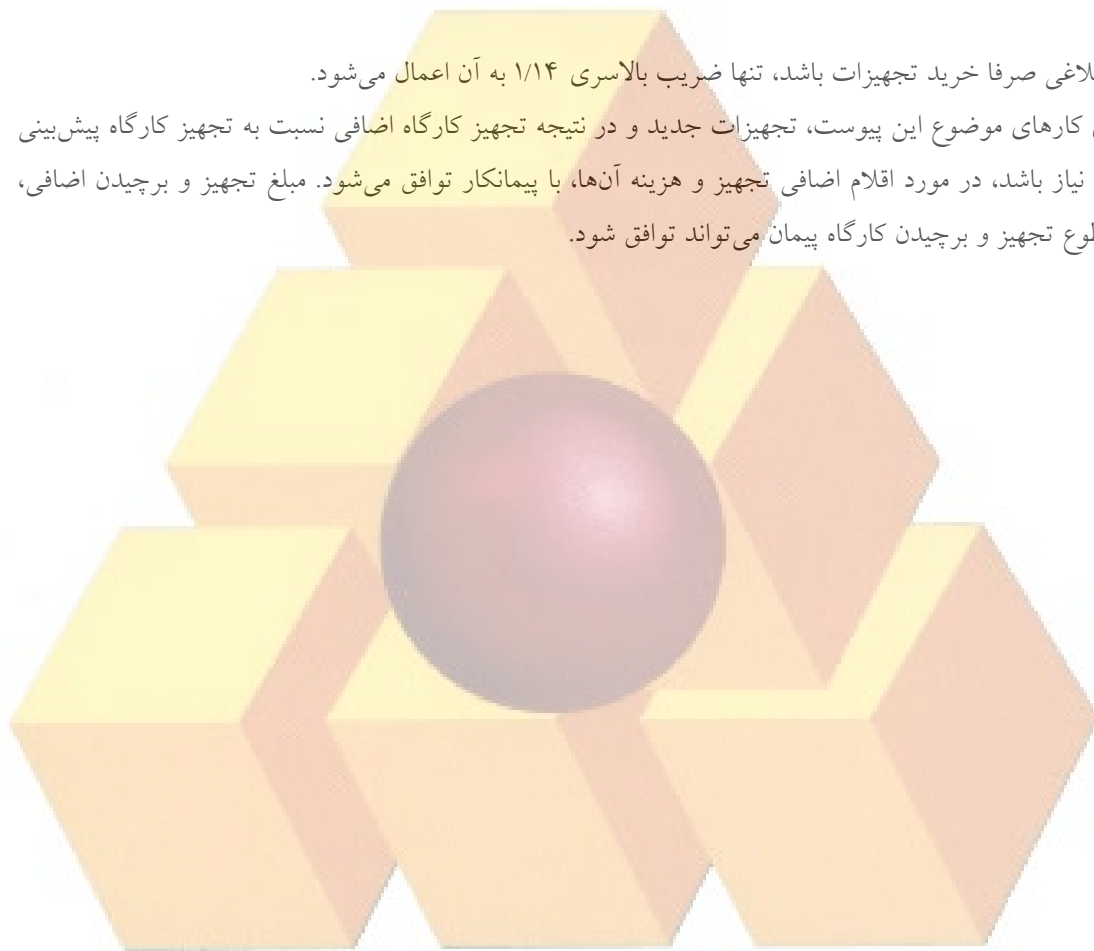 لاغی صرفا خرید تجهیزات باشد، تنها ضریب بالاسری ۱/۱۴ به آن اعمال می‌شود.
کارهای موضوع این پیوست، تجهیزات جدید و در نتیجه تجهیز کارگاه اضافی نسبت به تجهیز کارگاه پیش‌بینی
نیاز باشد، در مورد اقلام اضافی تجهیز و هزینه آن‌ها، با پیمانکار توافق می‌شود. مبلغ تجهیز و برچیدن اضافی،
طوع تجهیز و برچیدن کارگاه پیمان می‌تواند توافق شود.